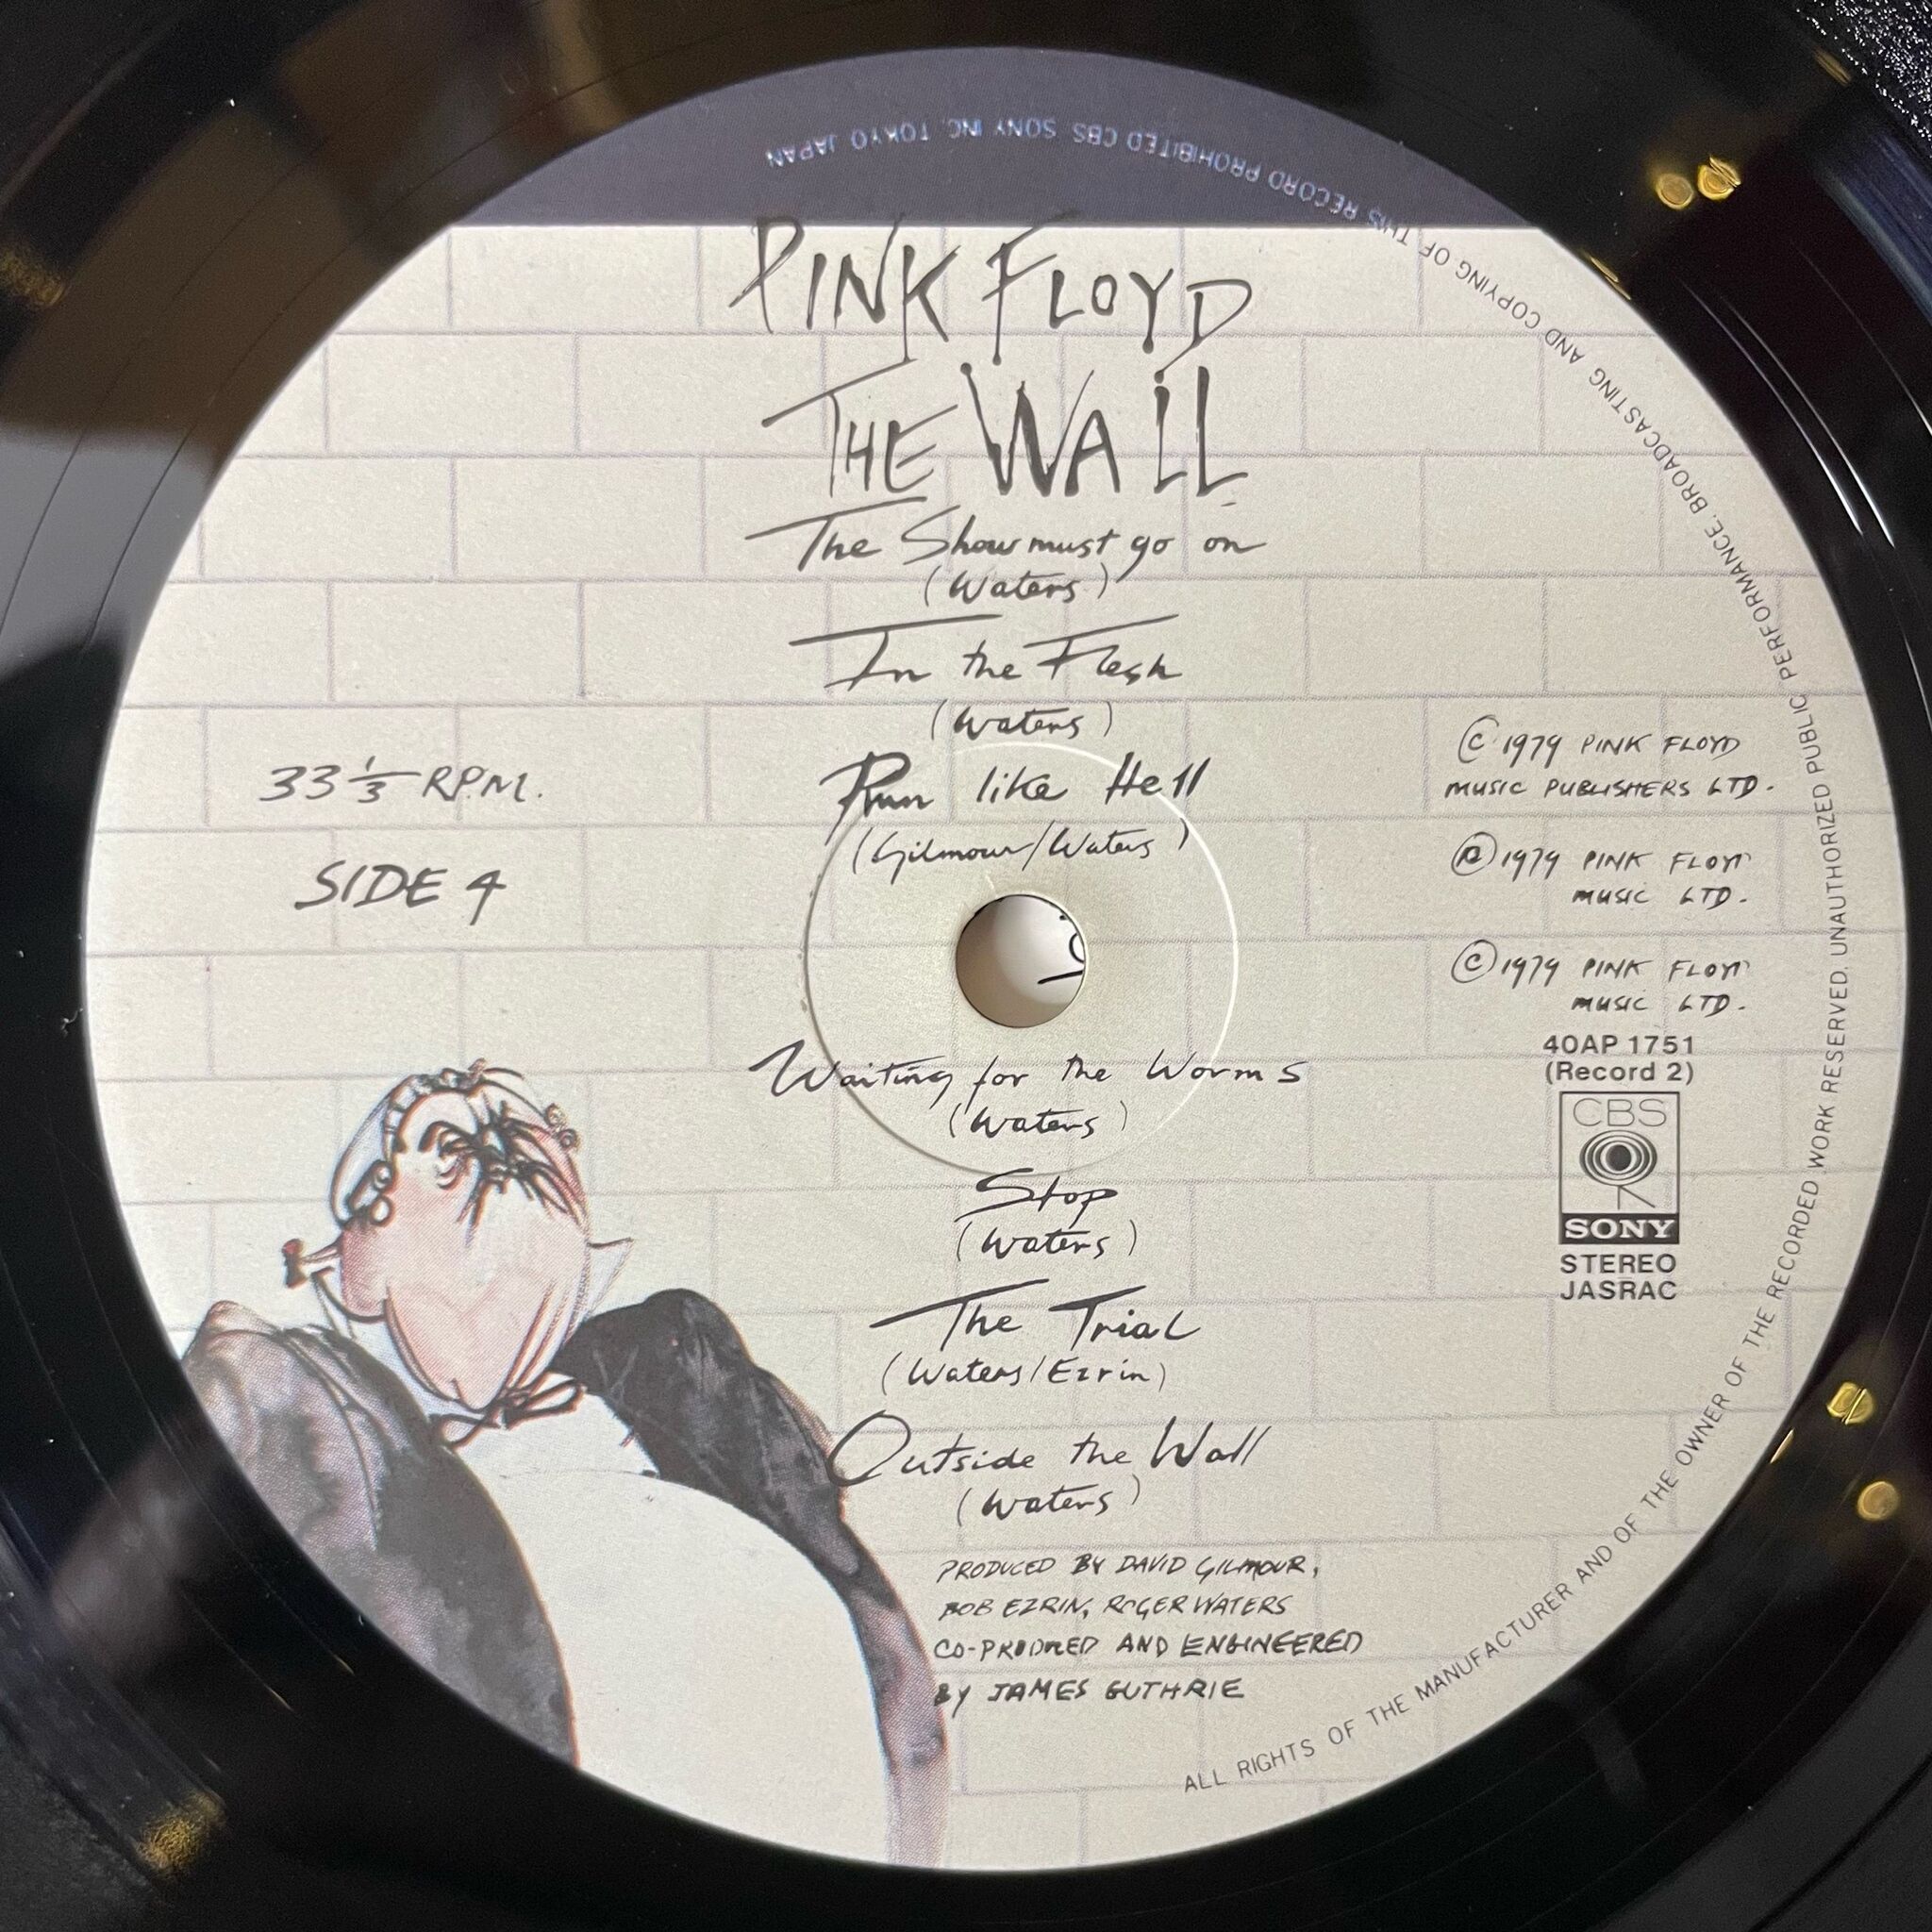 PINK FLOYD
THE WALL
The Show must go on
(Waters)
In the Flesh
(Waters)
Run like Hell
(Gilmour/Waters)
Waiting for the Worms
(Waters)
Stop
(Waters)
The Trial
(Waters/Ezrin)
Outside the Wall
(Waters)
PRODUCED BY DAVID GILMOUR,
BOB EZRIN, ROGER WATERS
CO-PRODUCED AND ENGINEERED
BY JAMES GUTHRIE
33 1/3 RPM.
SIDE 4
© 1979 PINK FLOYD
MUSIC PUBLISHERS LTD.
℗ 1979 PINK FLOYD
MUSIC LTD.
© 1979 PINK FLOYD
MUSIC LTD.
40AP 1751
(Record 2)
CBS
SONY
STEREO
JASRAC
ALL RIGHTS OF THE MANUFACTURER AND OF THE OWNER OF THE RECORDED WORK RESERVED. UNAUTHORIZED PUBLIC PERFORMANCE, BROADCASTING AND COPYING OF THIS RECORD PROHIBITED CBS SONY INC. TOKYO JAPAN